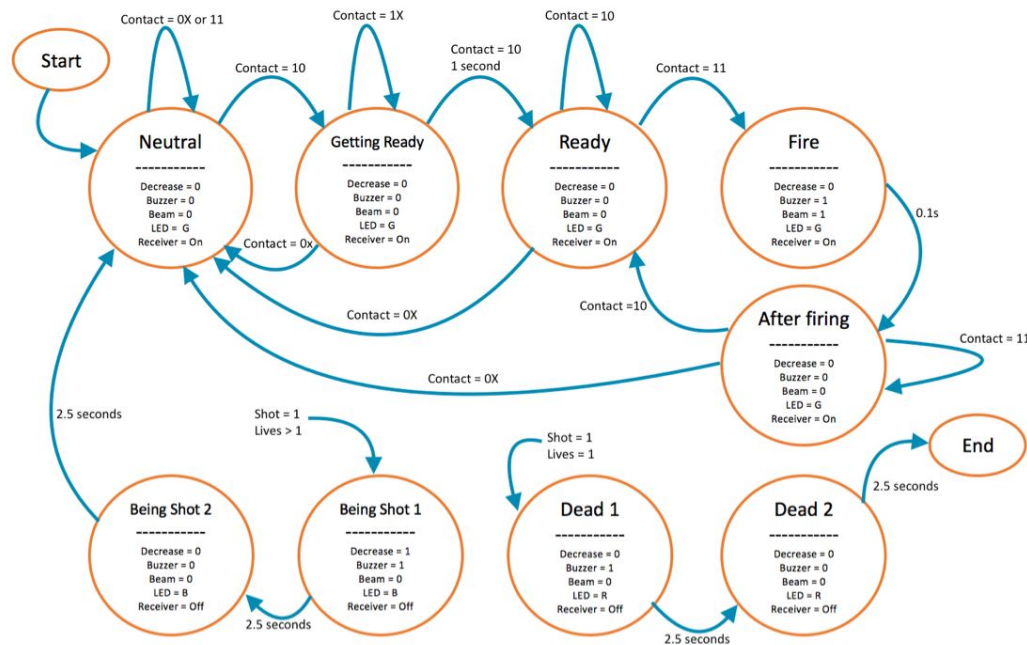 Contact = 0X or 11
Contact = 1X
Contact = 10
Start
Contact = 10
Contact = 10
1 second
Contact = 11
Neutral
-----------
Decrease = 0
Buzzer = 0
Beam = 0
LED = G
Receiver = On
Getting Ready
-----------
Decrease = 0
Buzzer = 0
Beam = 0
LED = G
Receiver = On
Ready
-----------
Decrease = 0
Buzzer = 0
Beam = 0
LED = G
Receiver = On
Fire
-----------
Decrease = 0
Buzzer = 1
Beam = 1
LED = G
Receiver = On
0.1s
Contact = 0x
Contact = 0X
Contact =10
After firing
-----------
Decrease = 0
Buzzer = 0
Beam = 0
LED = G
Receiver = On
Contact = 11
Contact = 0X
2.5 seconds
Shot = 1
Lives > 1
Shot = 1
Lives = 1
End
2.5 seconds
Being Shot 2
-----------
Decrease = 0
Buzzer = 0
Beam = 0
LED = B
Receiver = Off
Being Shot 1
-----------
Decrease = 1
Buzzer = 1
Beam = 0
LED = B
Receiver = Off
Dead 1
-----------
Decrease = 0
Buzzer = 1
Beam = 0
LED = R
Receiver = Off
Dead 2
-----------
Decrease = 0
Buzzer = 0
Beam = 0
LED = R
Receiver = Off
2.5 seconds
2.5 seconds